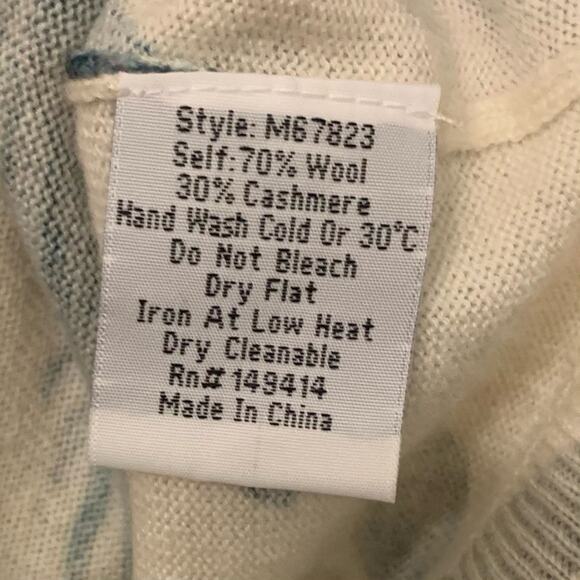 Style: M67823
Self:70% Wool
30% Cashmere
Hand Wash Cold Or 30°C
Do Not Bleach
Dry Flat
Iron At Low Heat
Dry Cleanable
Rn# 149414
Made In China